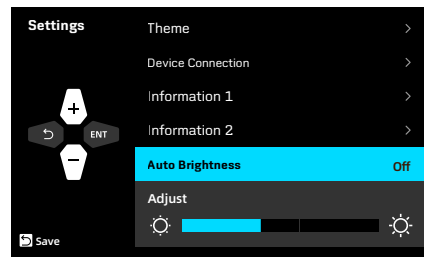 Settings
Theme
Device Connection
Information 1
Information 2
ENT
Auto Brightness Off
Adjust
Save